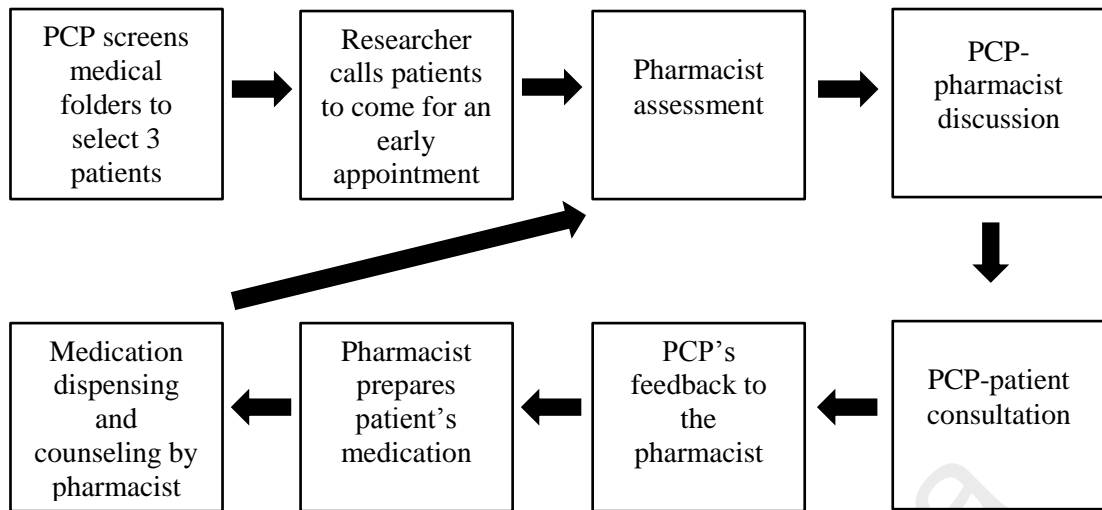 PCP screens
medical
folders to
select 3
patients
Researcher
calls patients
to come for an
early
appointment
Pharmacist
assessment
PCP-
pharmacist
discussion
PCP-patient
consultation
PCP’s
feedback to
the
pharmacist
Pharmacist
prepares
patient’s
medication
Medication
dispensing
and
counseling by
pharmacist